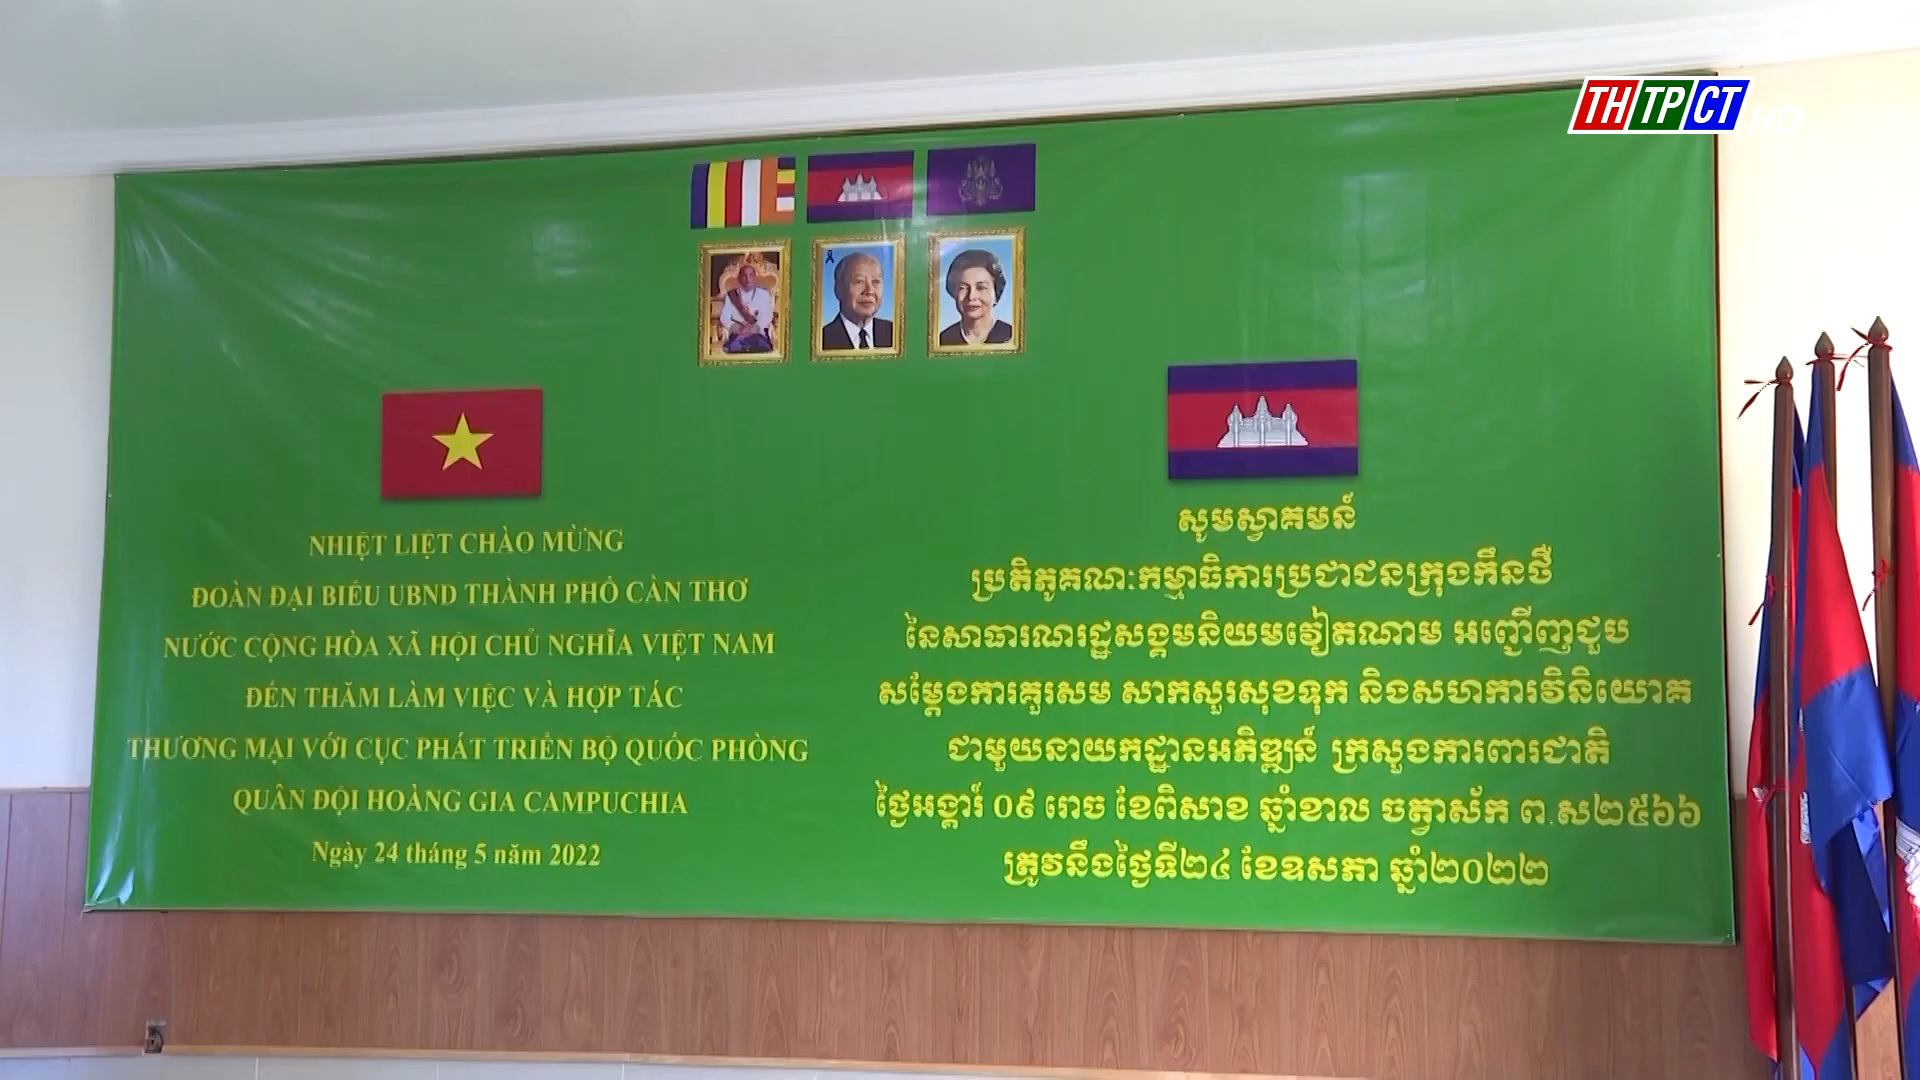 THTPCT HD
NHIỆT LIỆT CHÀO MỪNG
ĐOÀN ĐẠI BIỂU UBND THÀNH PHỐ CẦN THƠ
NƯỚC CỘNG HÒA XÃ HỘI CHỦ NGHĨA VIỆT NAM
ĐẾN THĂM LÀM VIỆC VÀ HỢP TÁC
THƯƠNG MẠI VỚI CỤC PHÁT TRIỂN BỘ QUỐC PHÒNG
QUÂN ĐỘI HOÀNG GIA CAMPUCHIA
Ngày 24 tháng 5 năm 2022
សូមស្វាគមន៍
ប្រតិភូគណៈកម្មាធិការប្រជាជនក្រុងកឹនថឺ
នៃសាធារណរដ្ឋសង្គមនិយមវៀតណាម អញ្ជើញជួប
សម្តែងការគួរសម សាកសួរសុខទុក្ខ និងសហការវិនិយោគ
ជាមួយនាយកដ្ឋានអភិវឌ្ឍន៍ ក្រសួងការពារជាតិ
ថ្ងៃអង្គារ៍ ០៩ រោច ខែពិសាខ ឆ្នាំខាល ចត្វាស័ក ព.ស២៥៦៦
ត្រូវនឹងថ្ងៃទី២៤ ខែឧសភា ឆ្នាំ២០២២